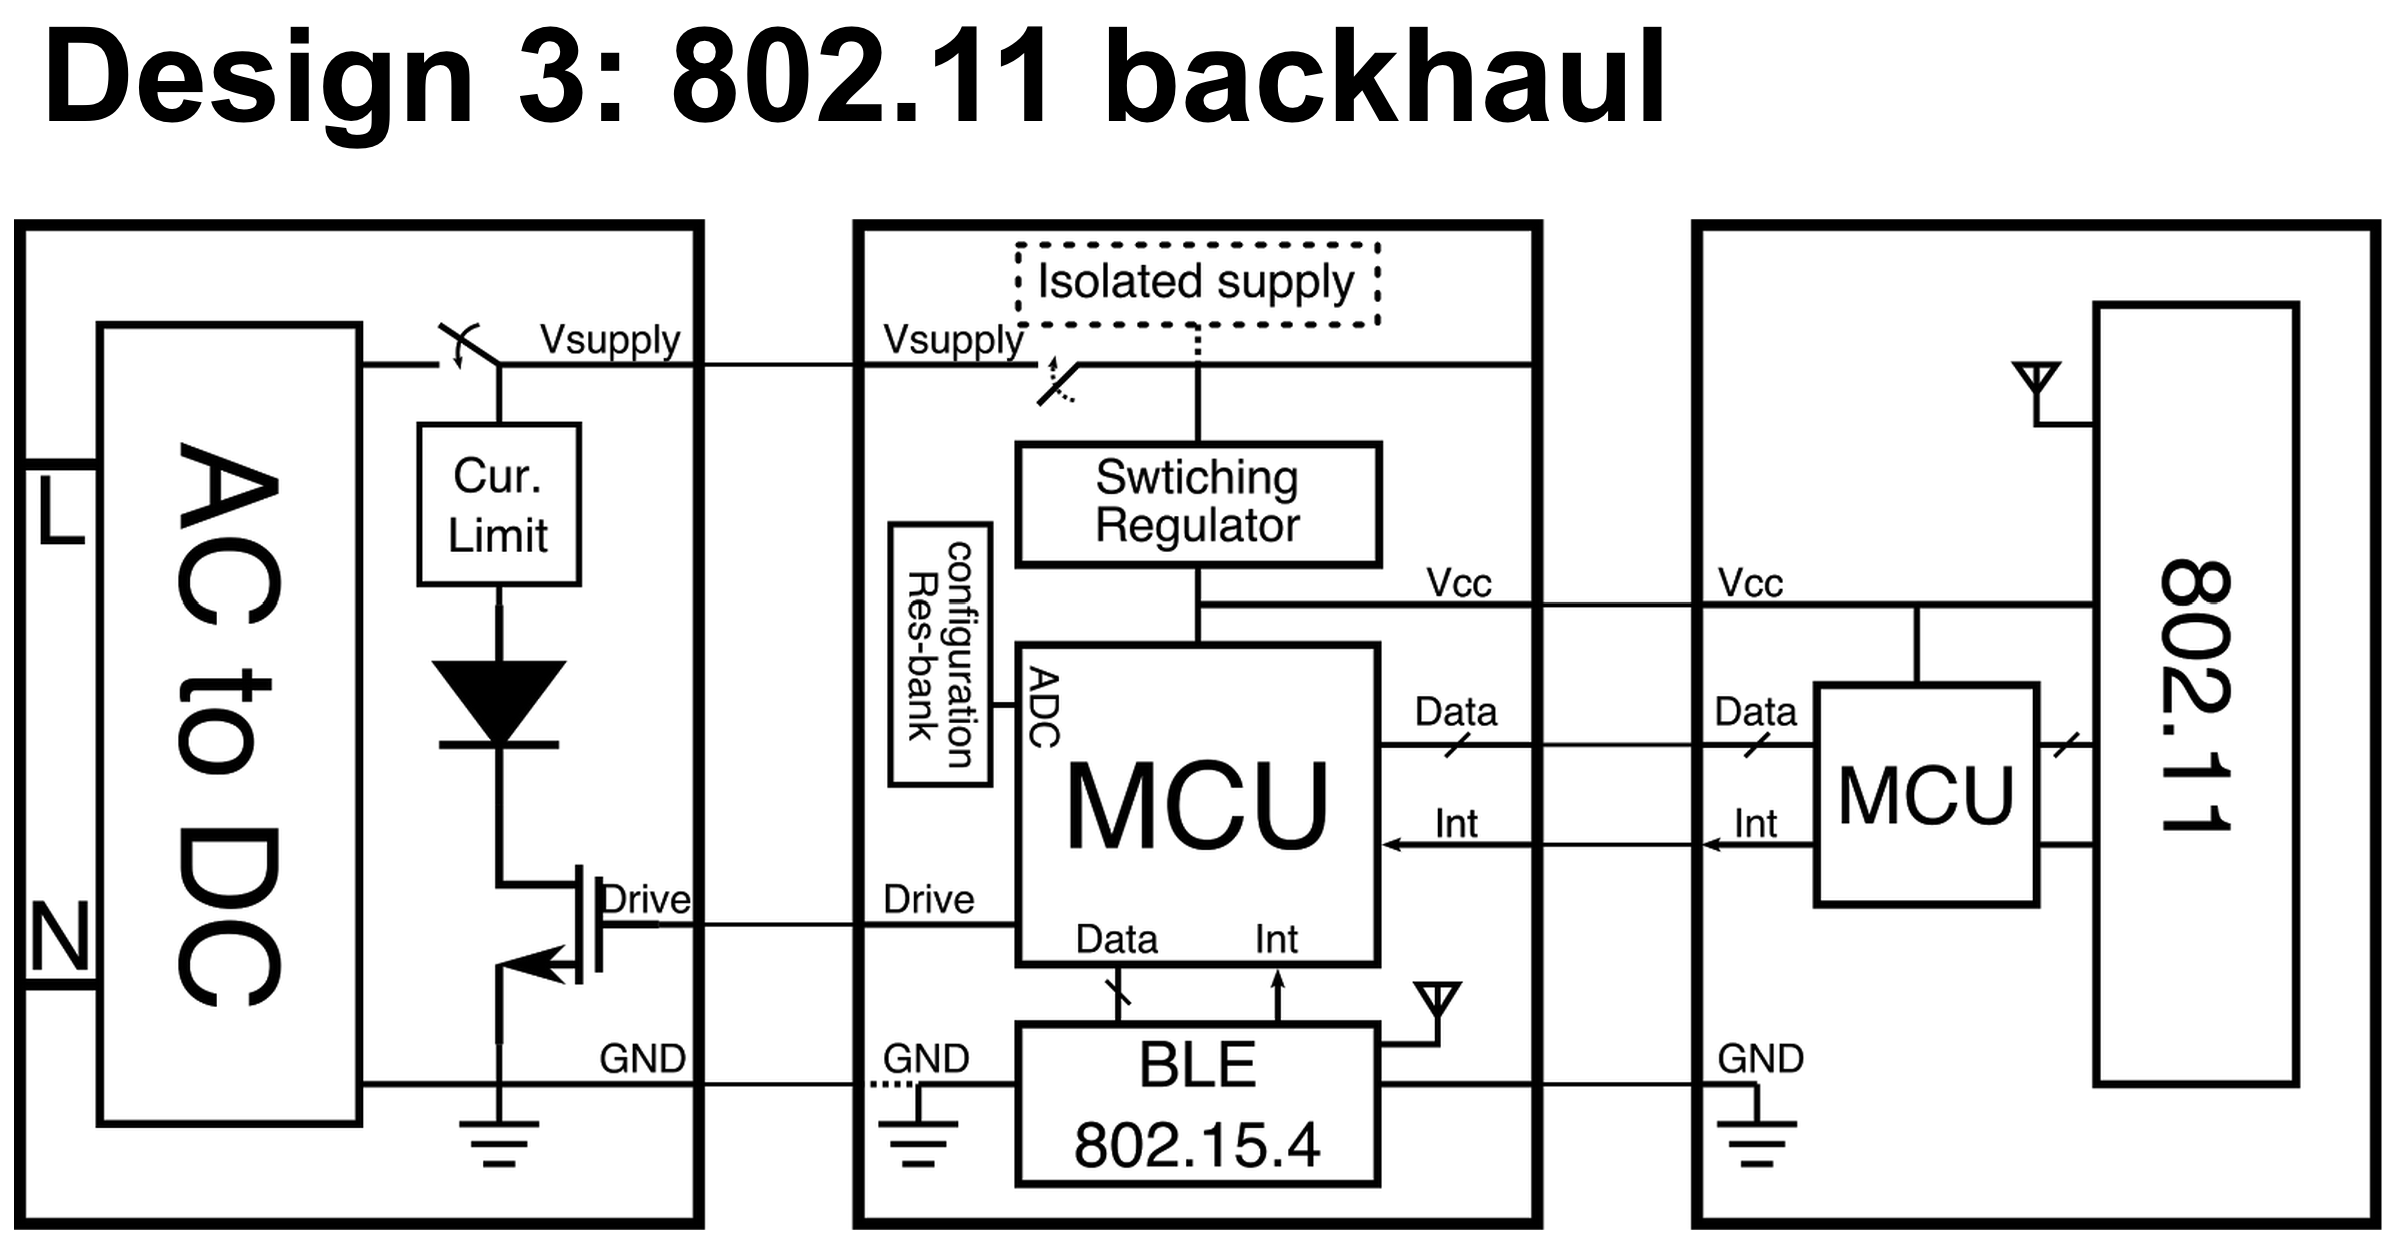 Design 3: 802.11 backhaul
L
N
AC to DC
Vsupply
Cur.
Limit
Drive
GND
Isolated supply
Vsupply
Swtiching
Regulator
configuration
Res-bank
ADC
MCU
Vcc
Data
Int
Drive
Data
Int
GND
BLE
802.15.4
Vcc
Data
Int
MCU
GND
802.11